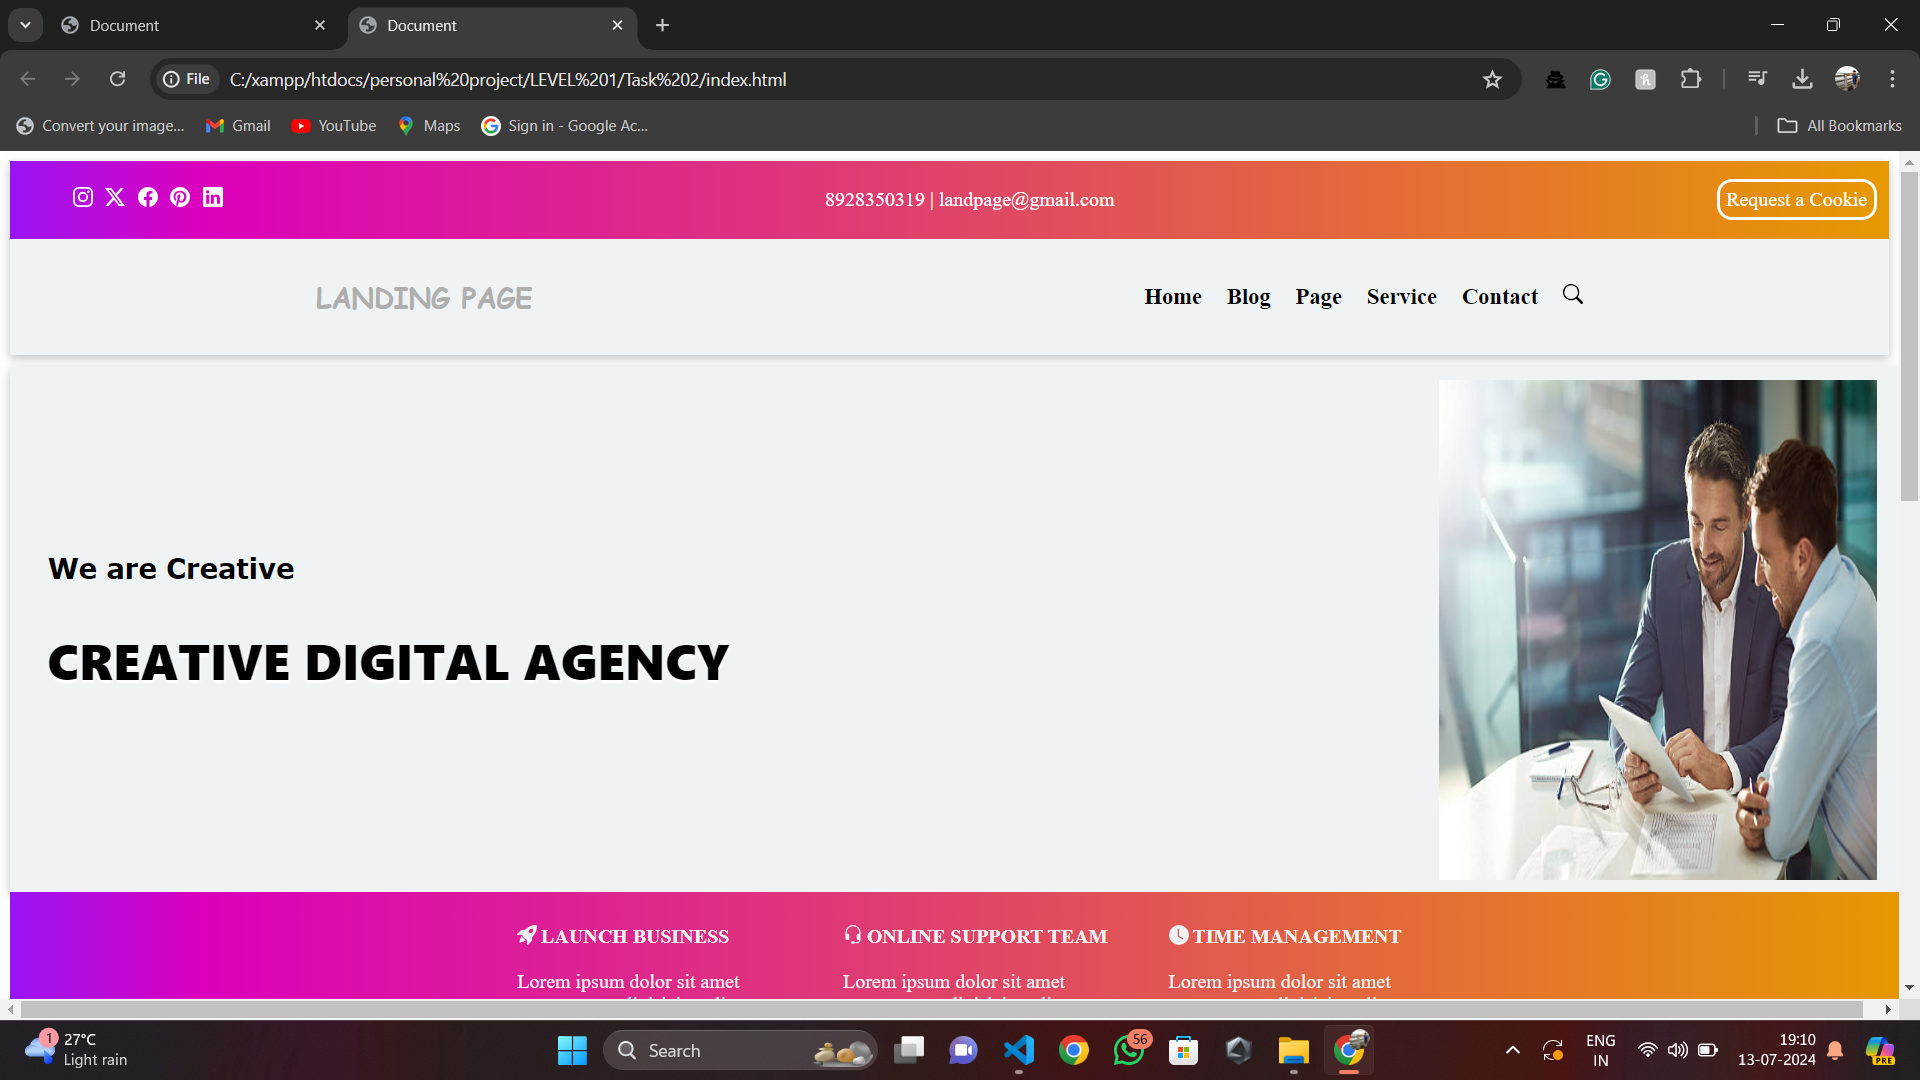 Document
Document
File
C:/xampp/htdocs/personal%20project/LEVEL%201/Task%202/index.html
Convert your image...
Gmail
YouTube
Maps
Sign in - Google Ac...
All Bookmarks
8928350319 | landpage@gmail.com
Request a Cookie
LANDING PAGE
Home
Blog
Page
Service
Contact
We are Creative
CREATIVE DIGITAL AGENCY
LAUNCH BUSINESS
ONLINE SUPPORT TEAM
TIME MANAGEMENT
Lorem ipsum dolor sit amet
Lorem ipsum dolor sit amet
Lorem ipsum dolor sit amet
1
27°C
Light rain
Search
56
PRE
ENG
IN
19:10
13-07-2024